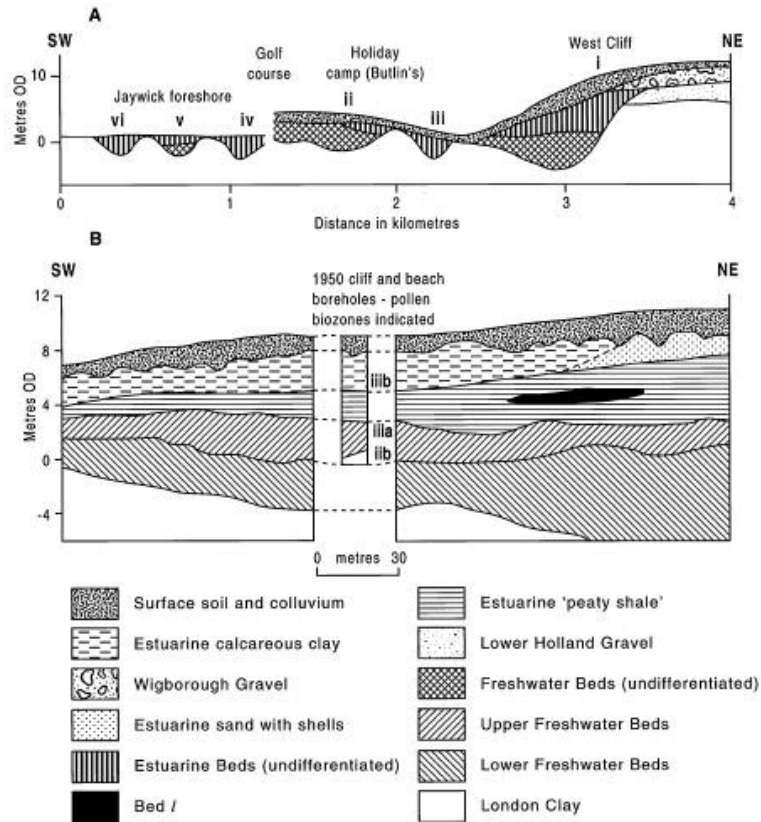 A
SW
NE
Golf
course
Holiday
camp (Butlin's)
West Cliff
Jaywick foreshore
i
ii
iii
vi
v
iv
Metres OD
10
0
0
1
2
3
4
Distance in kilometres
B
SW
NE
1950 cliff and beach
boreholes - pollen
biozones indicated
Metres OD
12
8
4
0
-4
iiib
iiia
iib
0 metres 30
Surface soil and colluvium
Estuarine calcareous clay
Wigborough Gravel
Estuarine sand with shells
Estuarine Beds (undifferentiated)
Bed l
Estuarine 'peaty shale'
Lower Holland Gravel
Freshwater Beds (undifferentiated)
Upper Freshwater Beds
Lower Freshwater Beds
London Clay